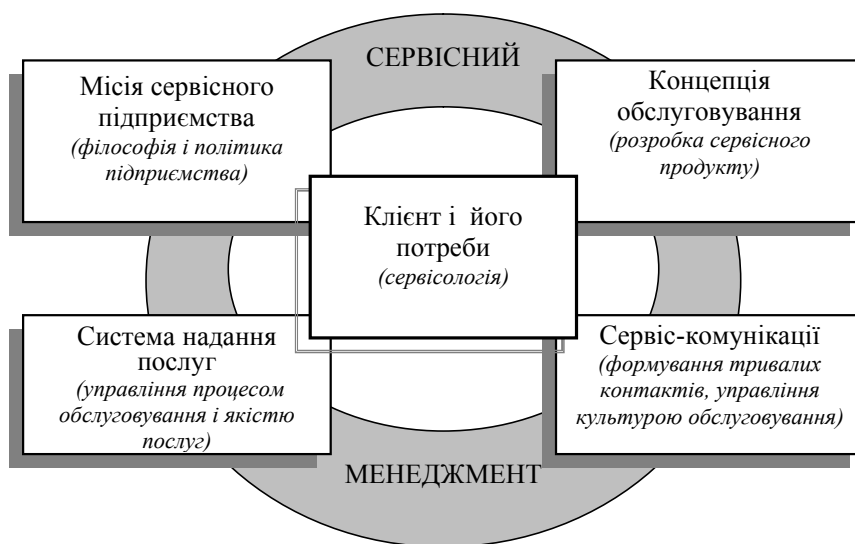 СЕРВІСНИЙ
Місія сервісного
підприємства
(філософія і політика
підприємства)
Концепція
обслуговування
(розробка сервісного
продукту)
Клієнт і його
потреби
(сервісологія)
Система надання
послуг
(управління процесом
обслуговування і якістю
послуг)
Сервіс-комунікації
(формування тривалих
контактів, управління
культурою обслуговування)
МЕНЕДЖМЕНТ